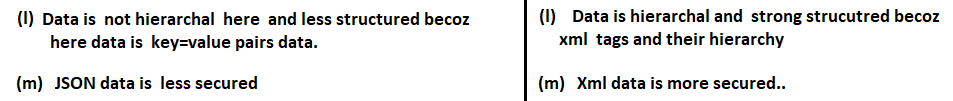 (l) Data is not hierarchal here and less structured becoz
here data is key=value pairs data.
(m) JSON data is less secured
(l) Data is hierarchal and strong strucutred becoz
xml tags and their hierarchy
(m) Xml data is more secured..